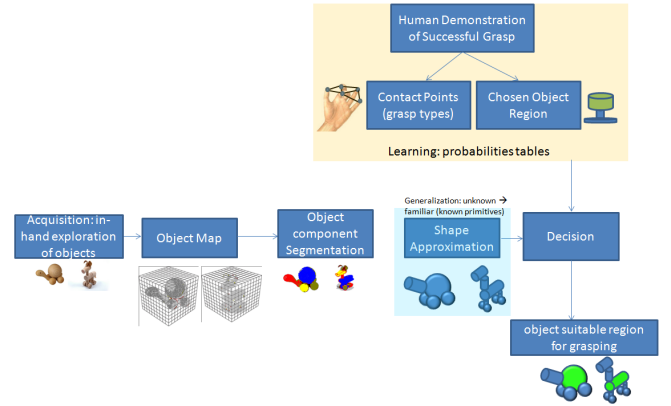 Human Demonstration
of Successful Grasp
Contact Points
(grasp types)
Chosen Object
Region
Learning: probabilities tables
Generalization: unknown →
familiar (known primitives)
Acquisition: in-
hand exploration
of objects
Object Map
Object
component
Segmentation
Shape
Approximation
Decision
object suitable region
for grasping